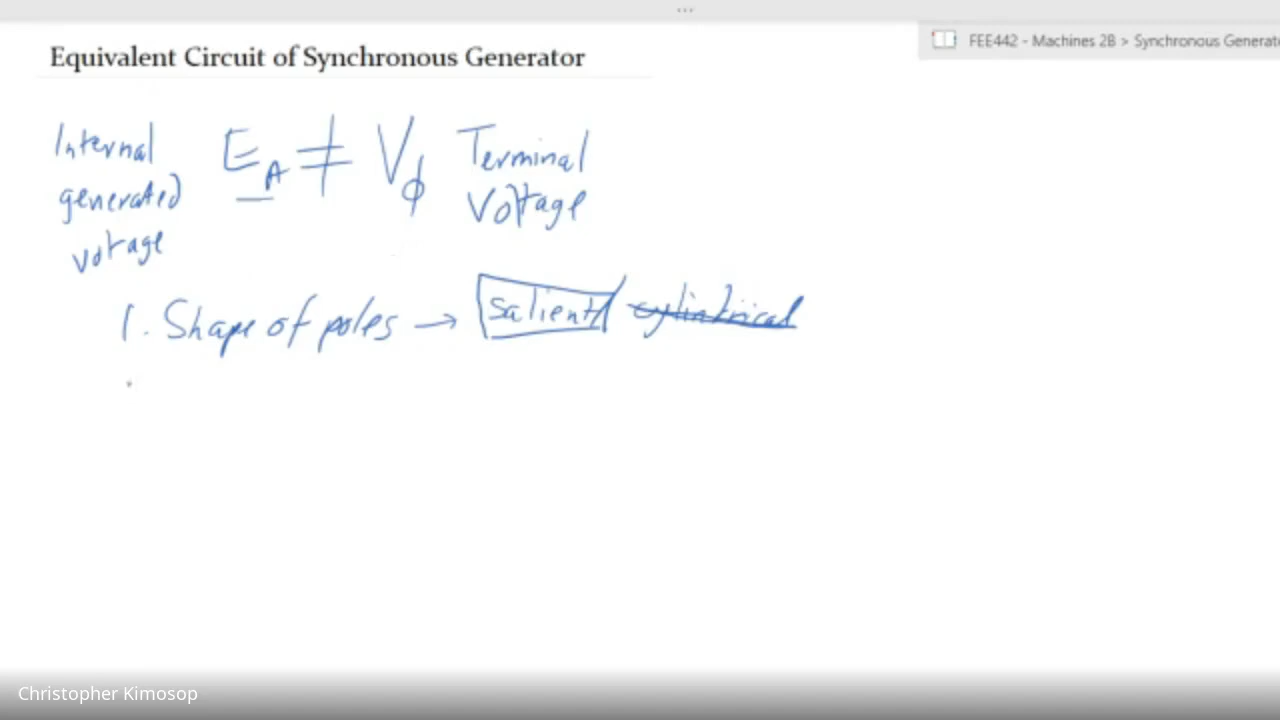 ...
FEE442 - Machines 2B > Synchronous Generat
Equivalent Circuit of Synchronous Generator
Internal generated voltage
E_A ≠ V_ϕ
Terminal Voltage
1. Shape of poles → salient/ cylindrical
Christopher Kimosop